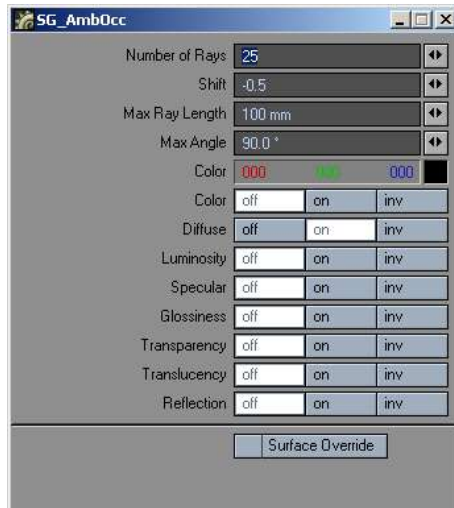 SG_AmbOcc
Number of Rays 25
Shift -0.5
Max Ray Length 100 mm
Max Angle 90.0 °
Color 000 000 000
Color off on inv
Diffuse off on inv
Luminosity off on inv
Specular off on inv
Glossiness off on inv
Transparency off on inv
Translucency off on inv
Reflection off on inv
Surface Override